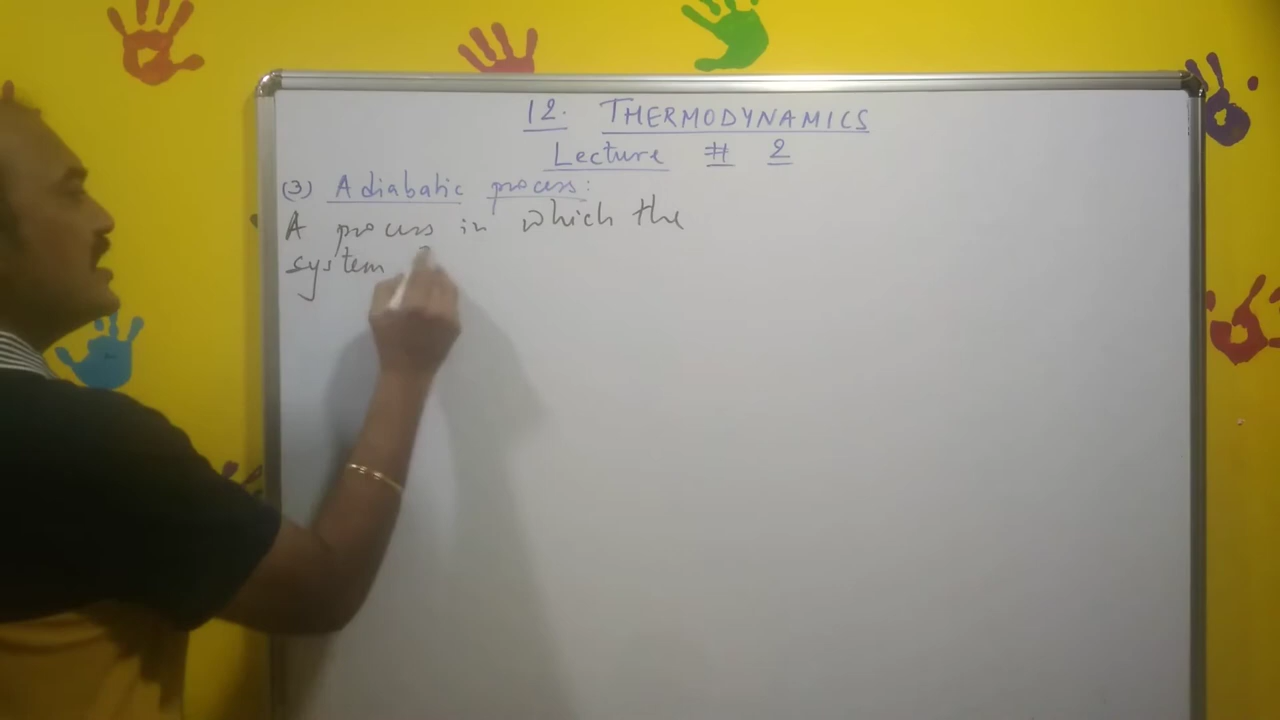 12. THERMODYNAMICS
Lecture # 2
(3) Adiabatic process:
A process in which the
system